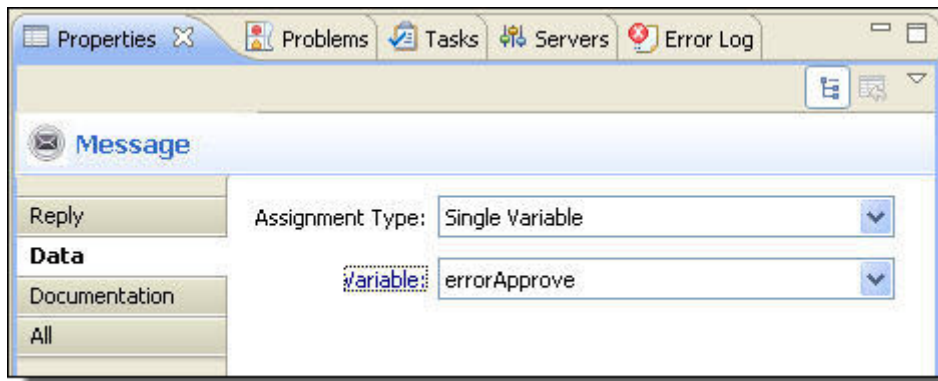 Properties Problems Tasks Servers Error Log
Message
Reply
Assignment Type: Single Variable
Data
Variable: errorApprove
Documentation
All